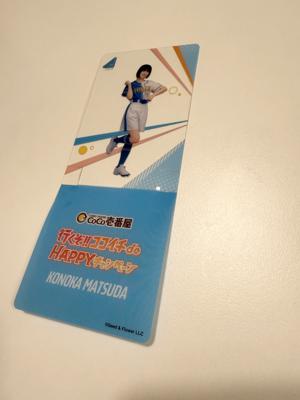 CoCo壱番屋
行くぞ!!ココイチde
HAPPYキャンペーン
KONOKA MATSUDA
©Seed & Flower LLC